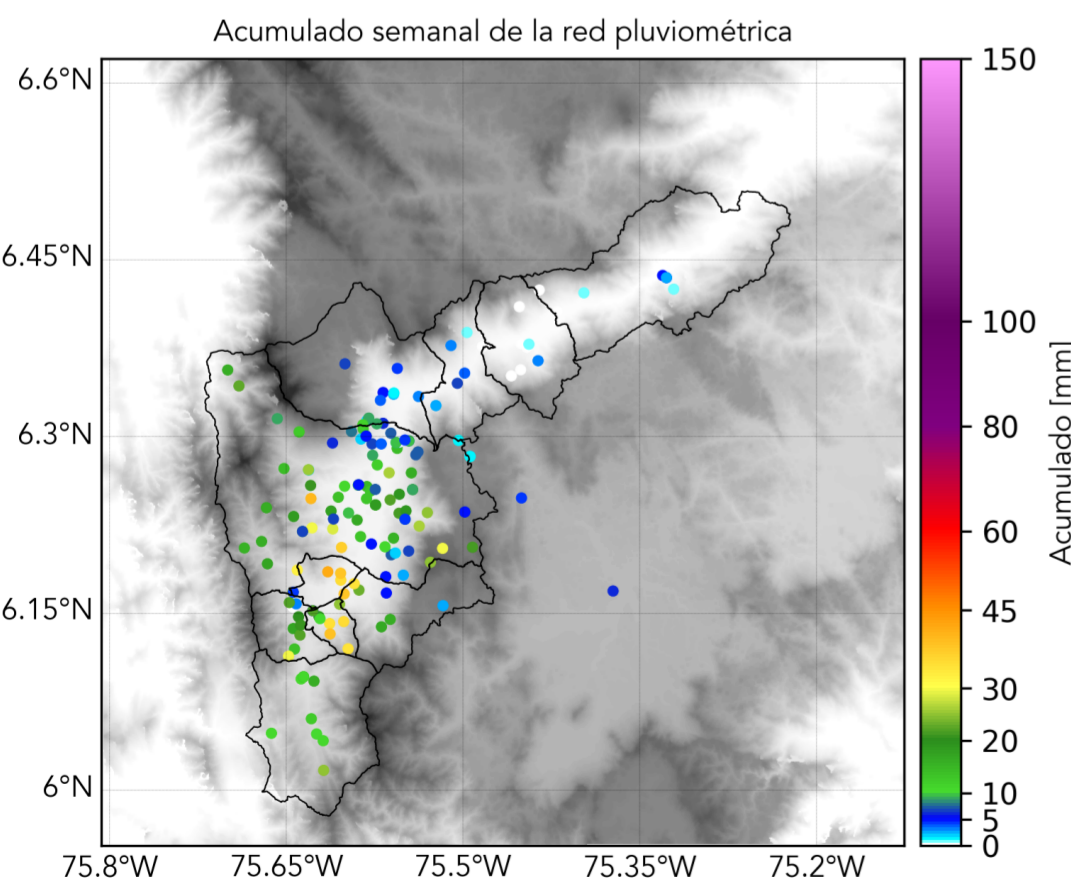 Acumulado semanal de la red pluviométrica
6.6°N
6.45°N
6.3°N
6.15°N
6°N
75.8°W 75.65°W 75.5°W 75.35°W 75.2°W
150
100
80
60
45
30
20
10
5
0
Acumulado [mm]